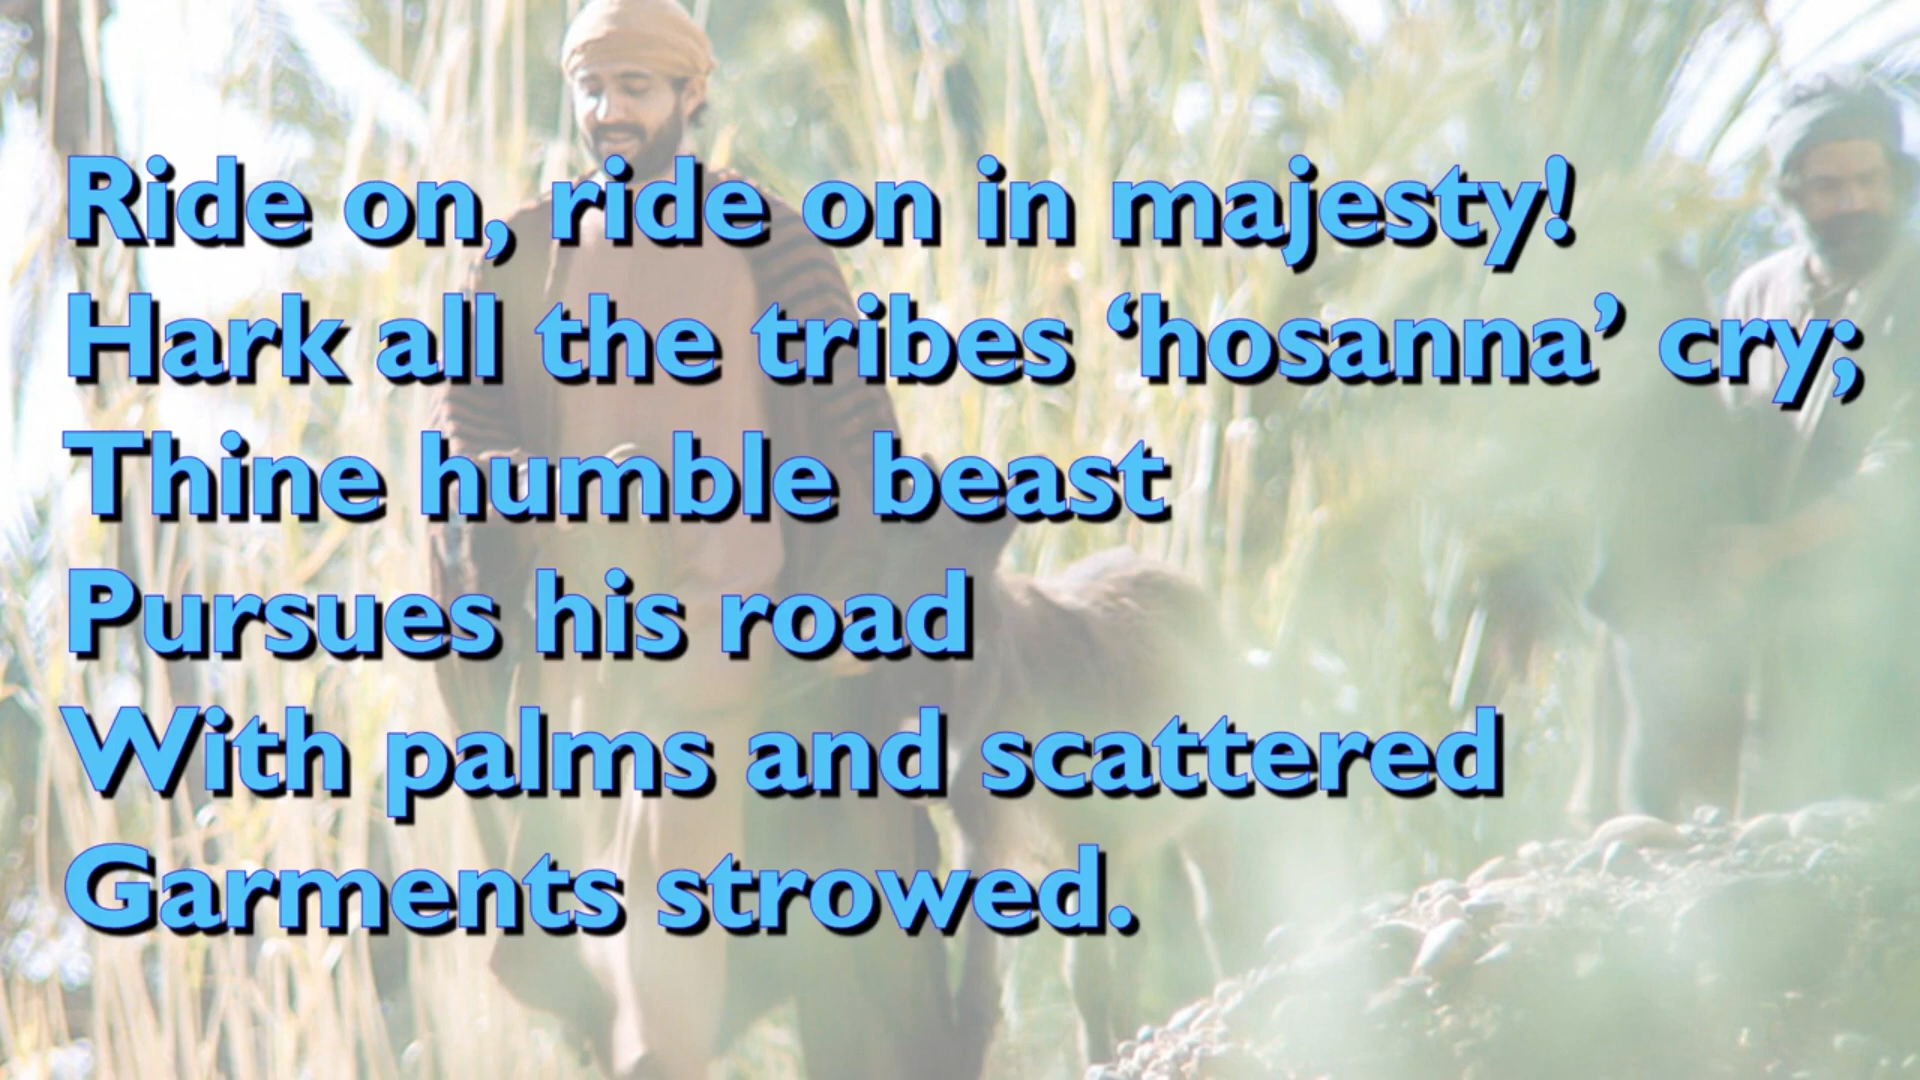 Ride on, ride on in majesty!
Hark all the tribes ‘hosanna’ cry;
Thine humble beast
Pursues his road
With palms and scattered
Garments strowed.